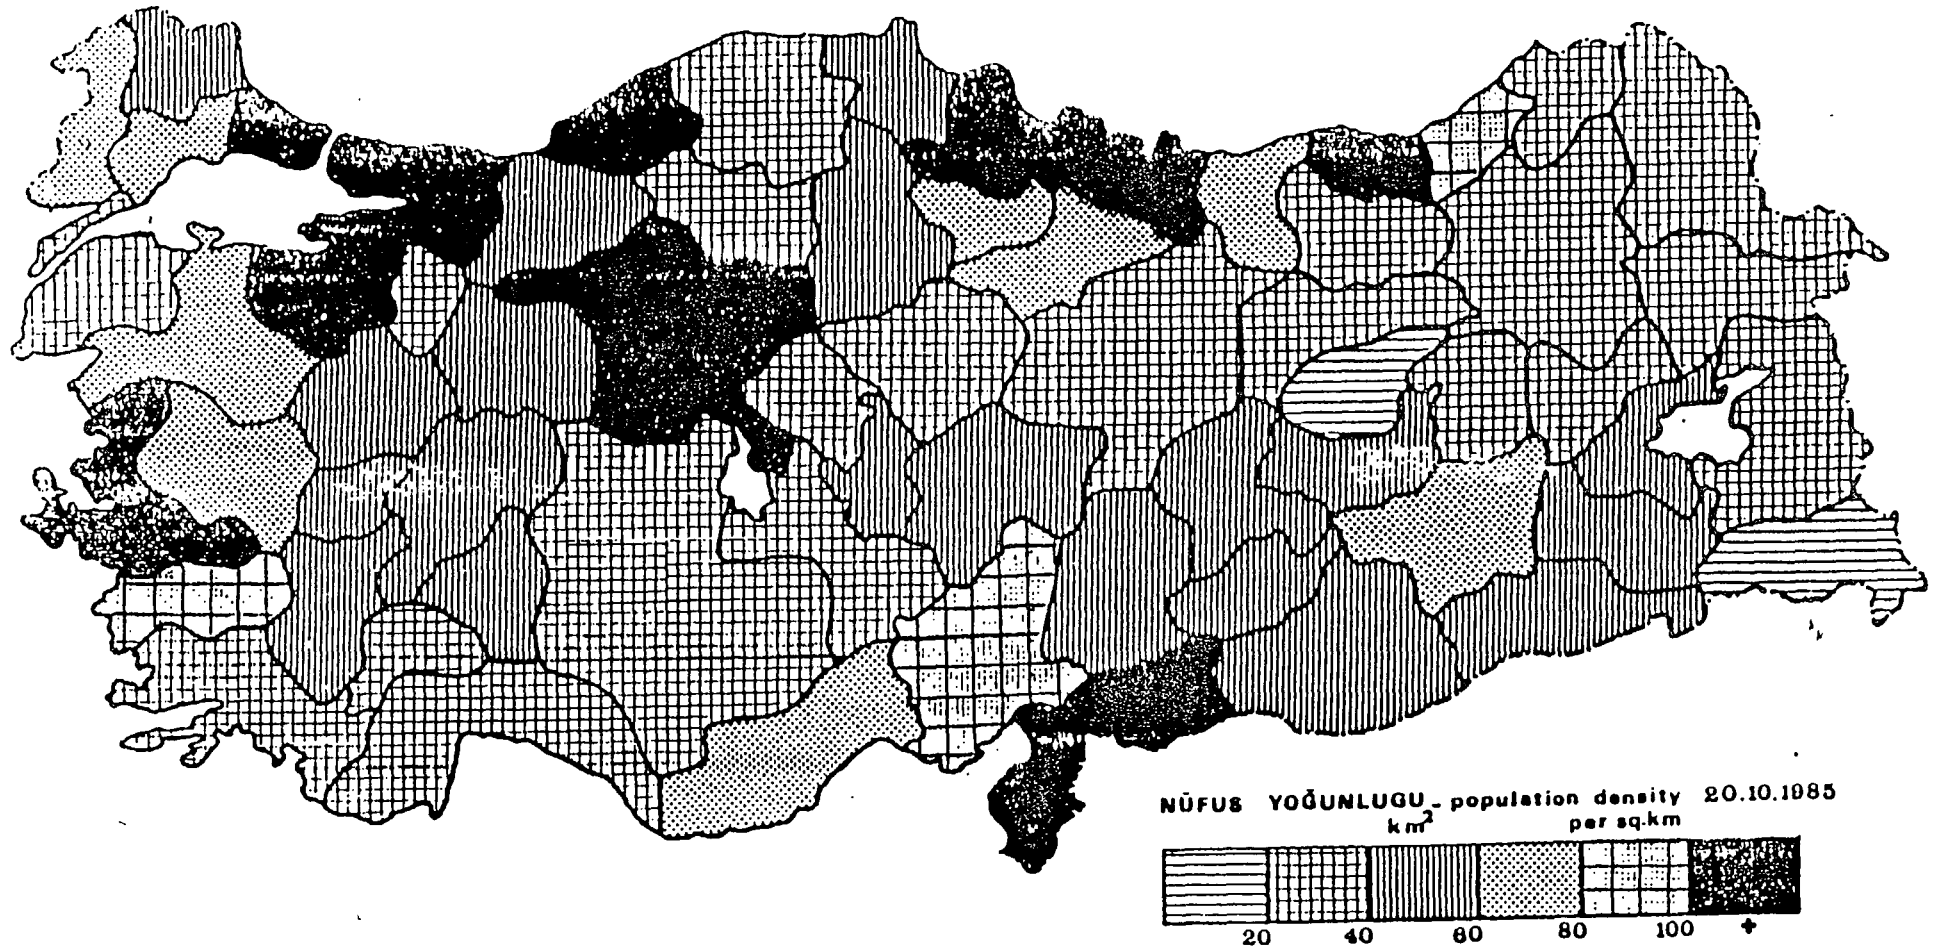 NÜFUS YOĞUNLUGU - population density 20.10.1985
km² per sq.km
20 40 60 80 100 +